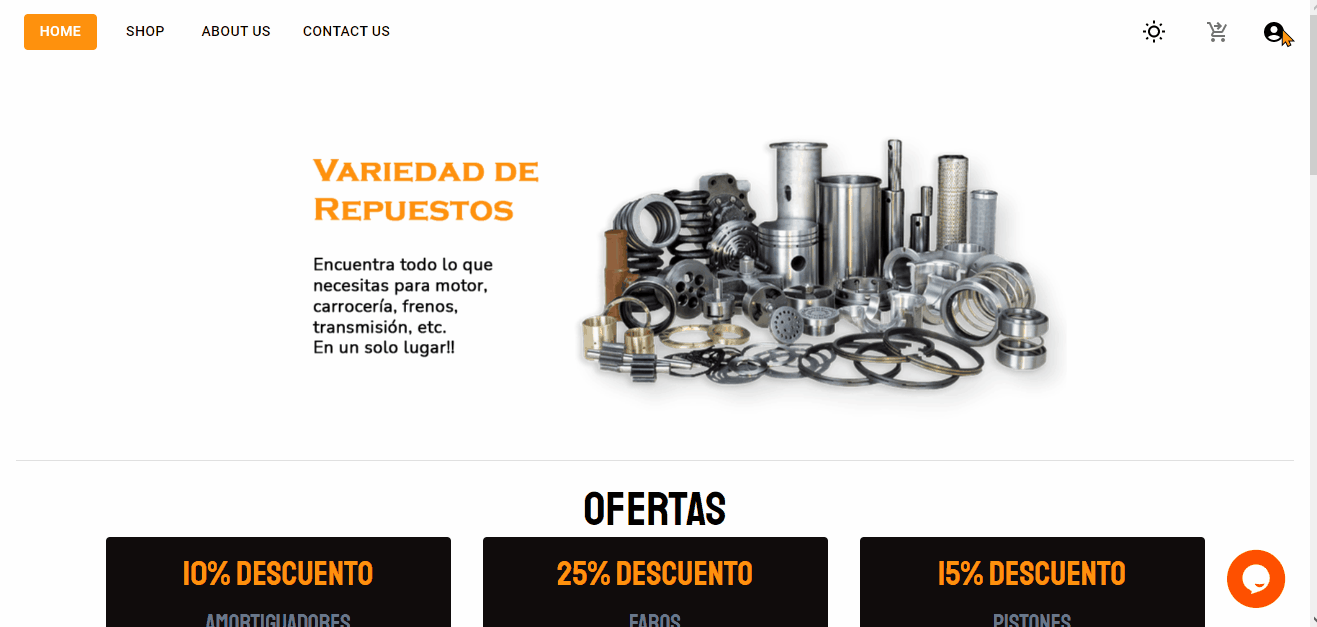 HOME
SHOP
ABOUT US
CONTACT US
VARIEDAD DE
REPUESTOS
Encuentra todo lo que
necesitas para motor,
carrocería, frenos,
transmisión, etc.
En un solo lugar!!
OFERTAS
10% DESCUENTO
AMORTIGUADORES
25% DESCUENTO
FAROS
15% DESCUENTO
PISTONES